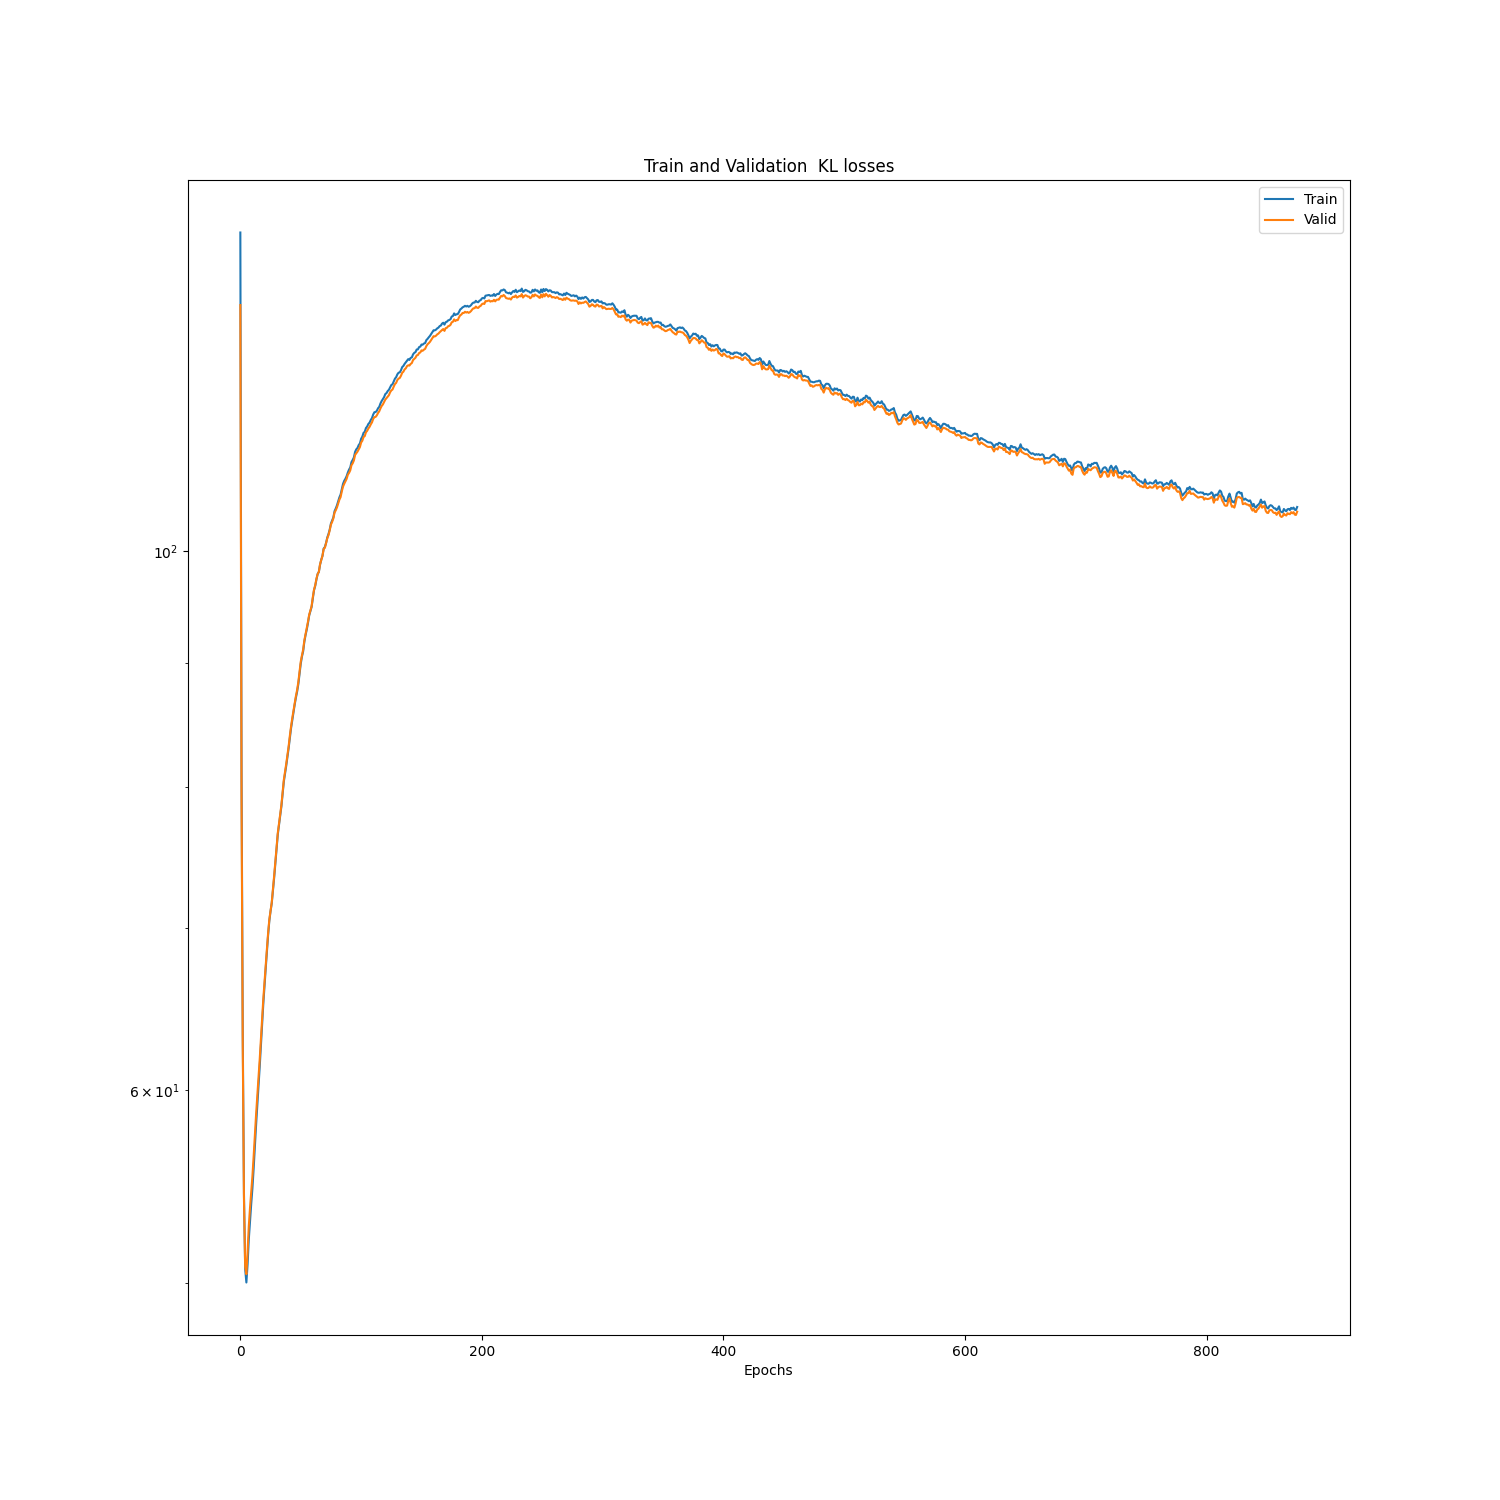 Train and Validation  KL losses
Train
Valid
10²
6 × 10¹
0 200 400 600 800
Epochs